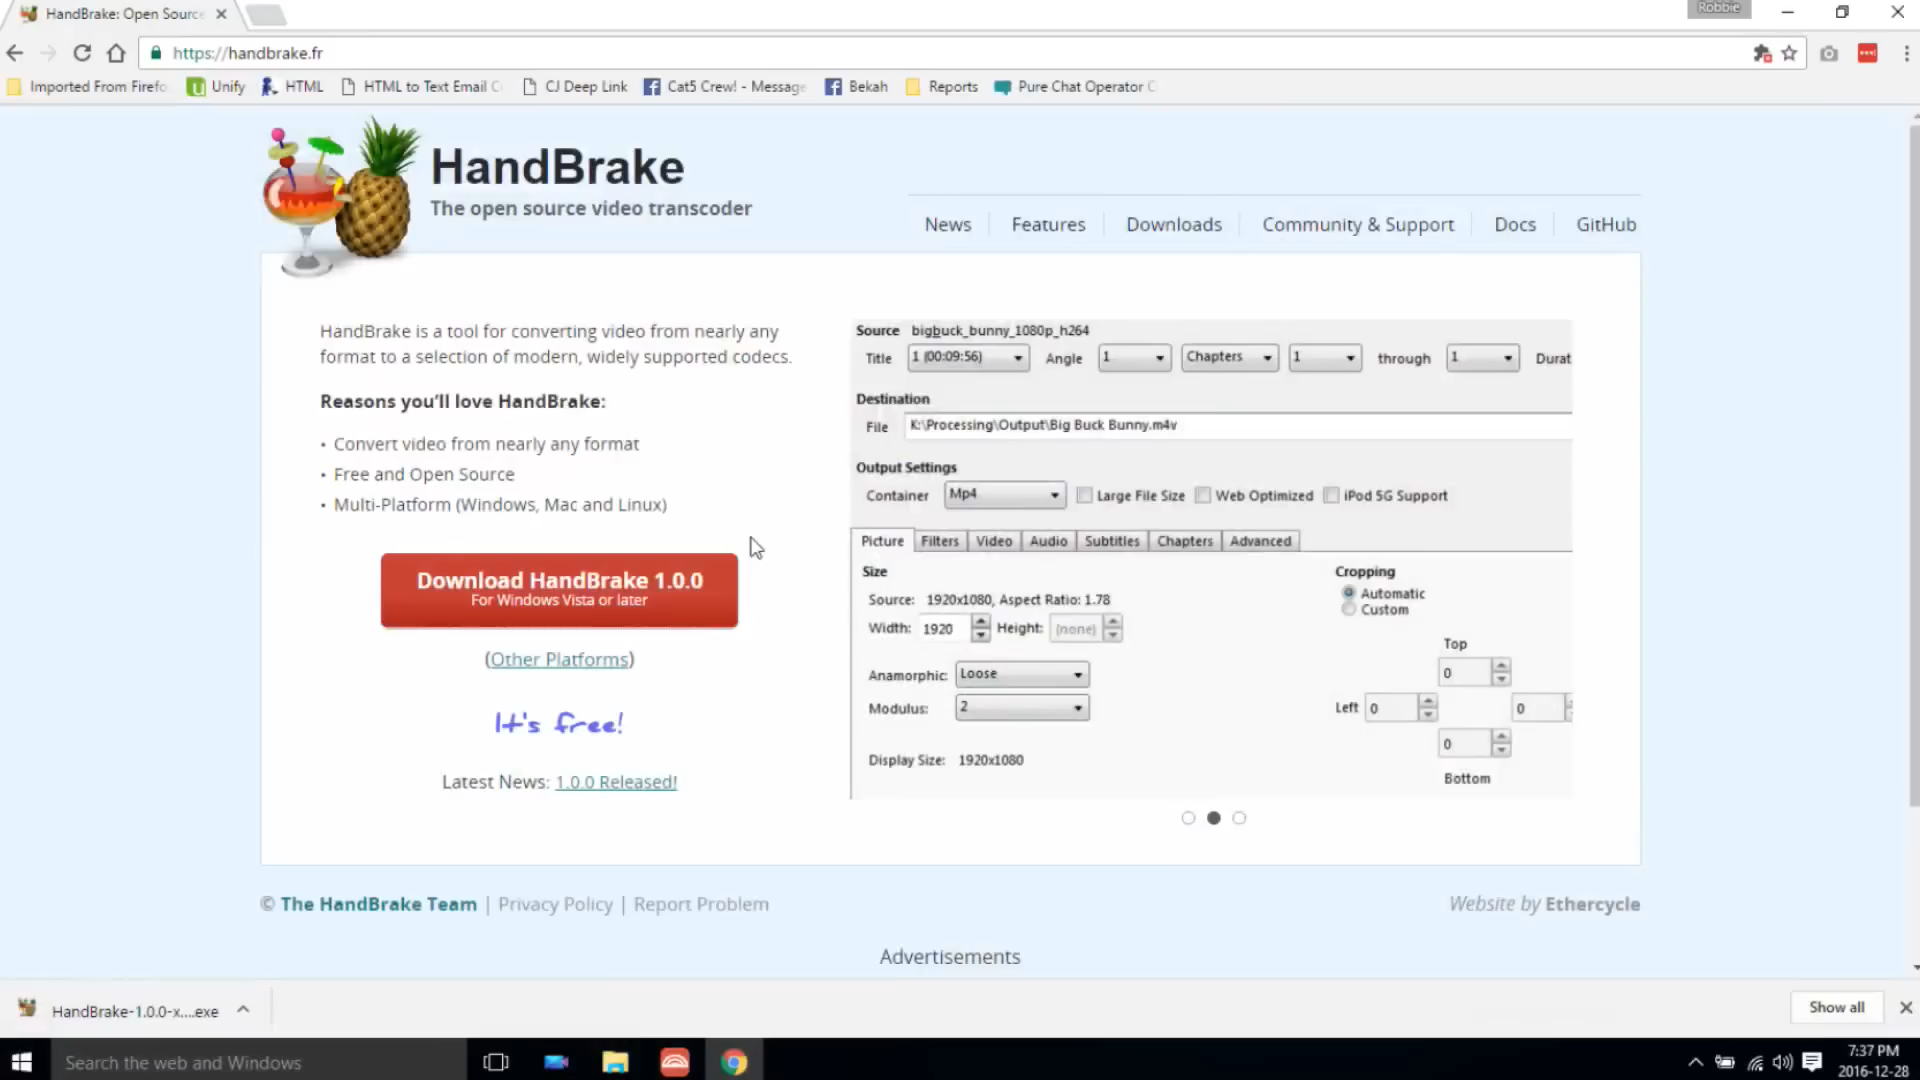 HandBrake: Open Source
Robbie
https://handbrake.fr
Imported From Firefo
Unify
HTML
HTML to Text Email C
CJ Deep Link
Cat5 Crew! - Message
Bekah
Reports
Pure Chat Operator C
HandBrake
The open source video transcoder
News
Features
Downloads
Community & Support
Docs
GitHub
HandBrake is a tool for converting video from nearly any
format to a selection of modern, widely supported codecs.
Reasons you'll love HandBrake:
• Convert video from nearly any format
• Free and Open Source
• Multi-Platform (Windows, Mac and Linux)
Download HandBrake 1.0.0
For Windows Vista or later
(Other Platforms)
It's free!
Latest News: 1.0.0 Released!
Source bigbuck_bunny_1080p_h264
Title 1 (00:09:56) Angle 1 Chapters 1 through 1 Durat
Destination
File K:\Processing\Output\Big Buck Bunny.m4v
Output Settings
Container Mp4 Large File Size Web Optimized iPod 5G Support
Picture Filters Video Audio Subtitles Chapters Advanced
Size
Source: 1920x1080, Aspect Ratio: 1.78
Width: 1920 Height: (none)
Anamorphic: Loose
Modulus: 2
Display Size: 1920x1080
Cropping
Automatic
Custom
Top
0
Left 0 0
0
Bottom
© The HandBrake Team | Privacy Policy | Report Problem
Website by Ethercycle
Advertisements
HandBrake-1.0.0-x....exe
Show all
Search the web and Windows
7:37 PM
2016-12-28